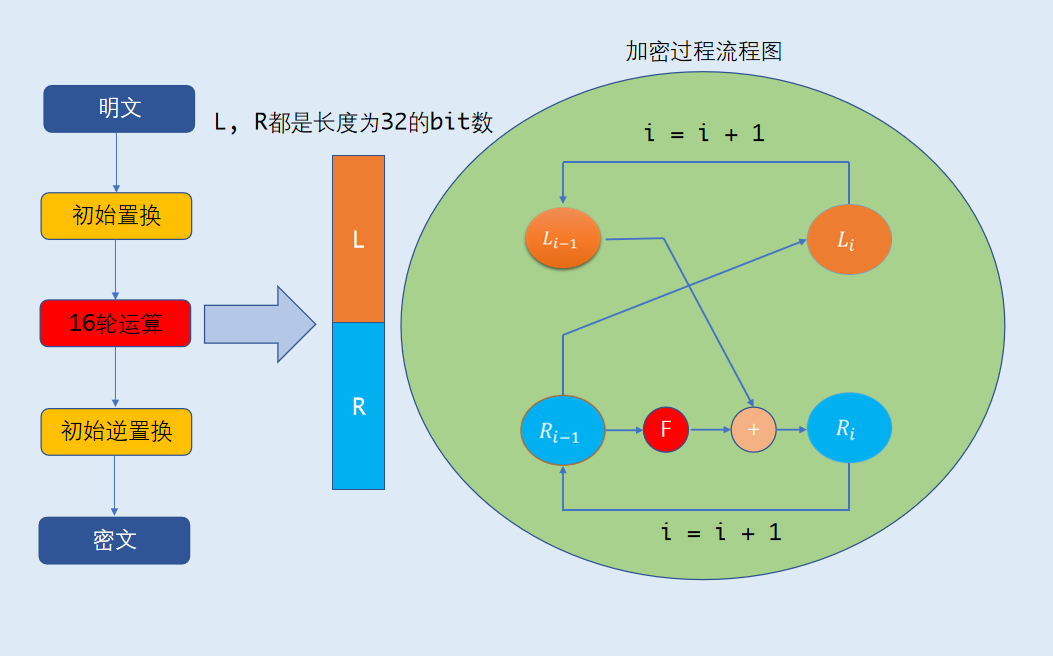 加密过程流程图
明文
L, R都是长度为32的bit数
i = i + 1
初始置换
L
L_{i-1}
L_i
16轮运算
R
R_{i-1}
F
+
R_i
初始逆置换
i = i + 1
密文